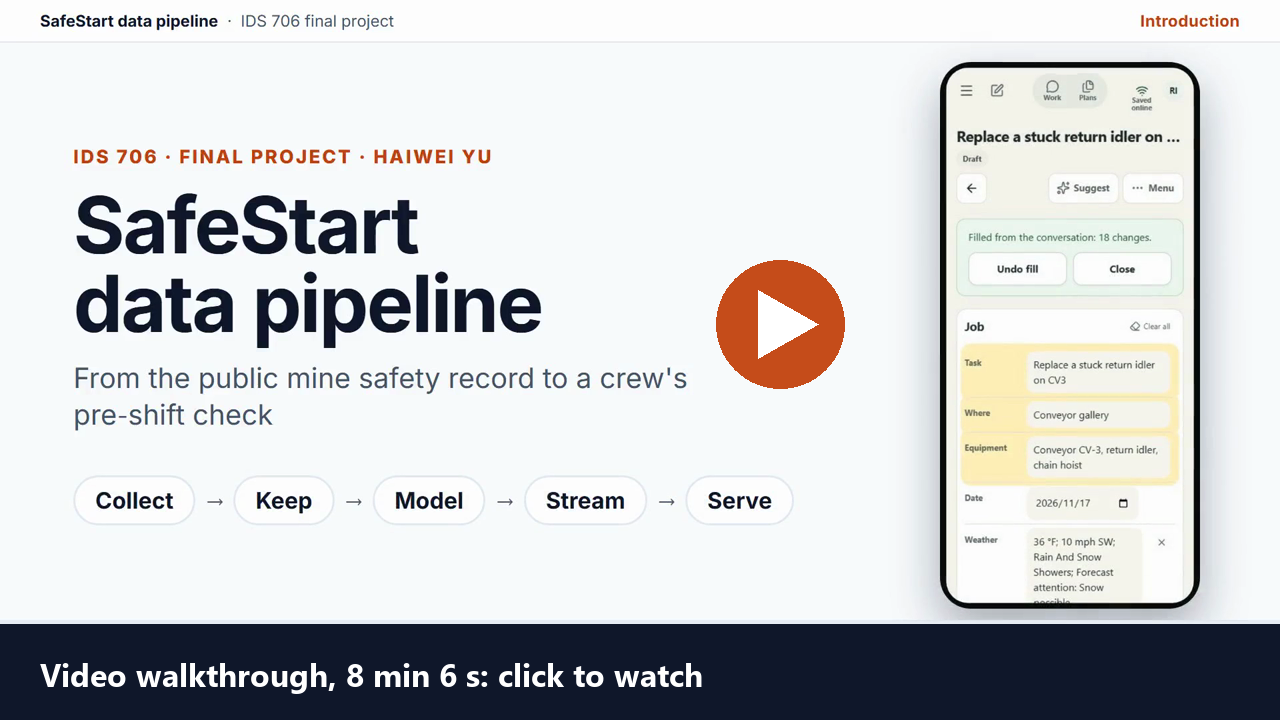 SafeStart data pipeline · IDS 706 final project
Introduction
IDS 706 · FINAL PROJECT · HAIWEI YU
SafeStart
data pipeline
From the public mine safety record to a crew's
pre-shift check
Collect → Keep → Model → Stream → Serve
Work
Plans
Saved
online
RI
Replace a stuck return idler on ...
Draft
Suggest
Menu
Filled from the conversation: 18 changes.
Undo fill
Close
Job
Clear all
Task
Replace a stuck return idler
on CV3
Where
Conveyor gallery
Equipment
Conveyor CV-3, return idler,
chain hoist
Date
2026/11/17
Weather
36 °F; 10 mph SW;
Rain And Snow
Showers; Forecast
attention: Snow
possible
Video walkthrough, 8 min 6 s: click to watch